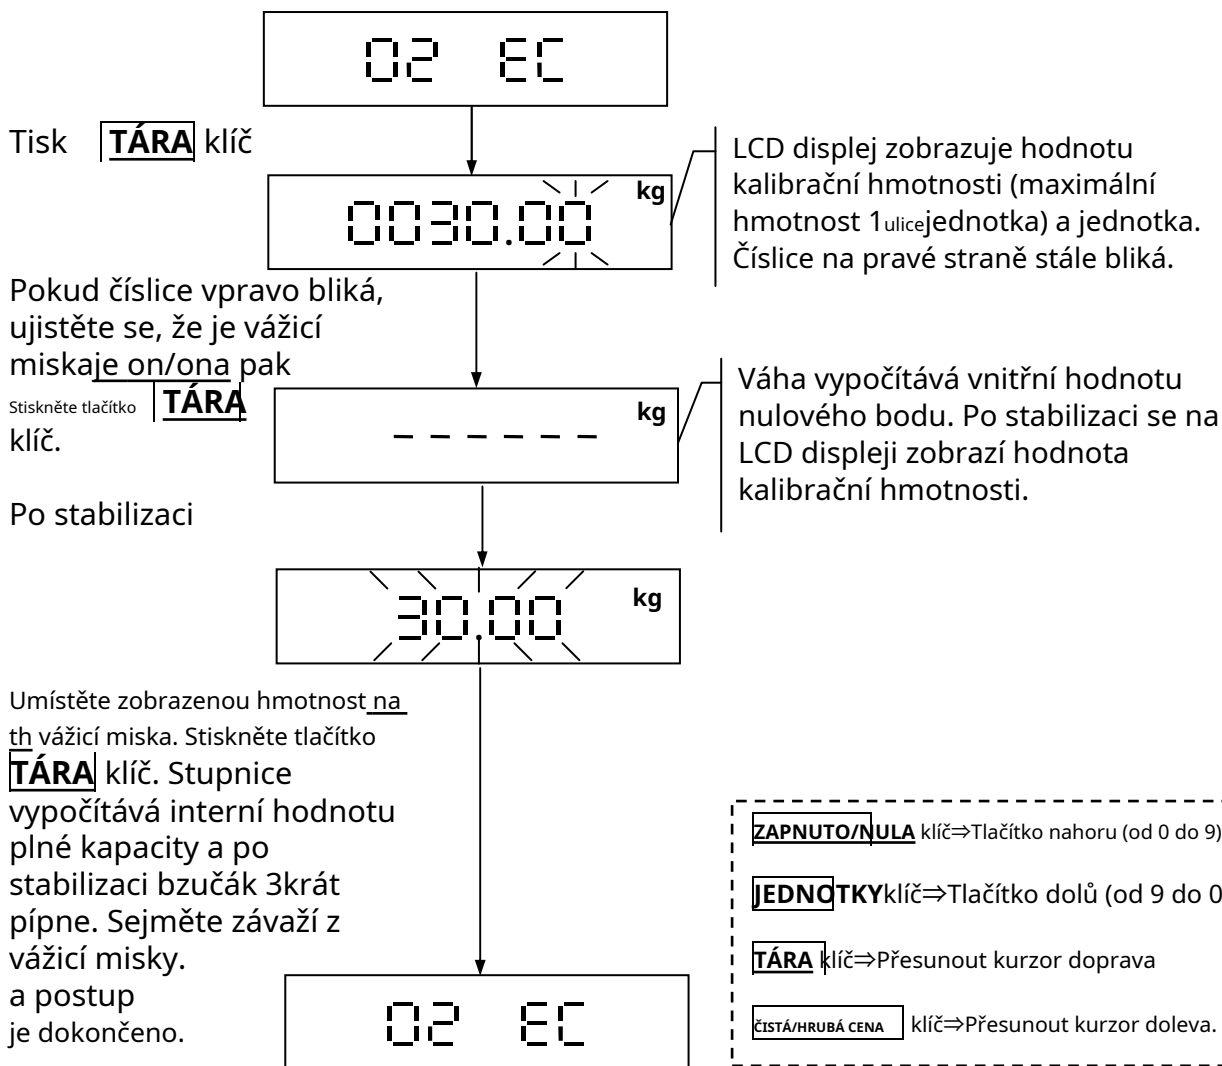 02 EC
Tisk TÁRA klíč
kg
0030.00
LCD displej zobrazuje hodnotu
kalibrační hmotnosti (maximální
hmotnost 1ulicejednotka) a jednotka.
Číslice na pravé straně stále bliká.
Pokud číslice vpravo bliká,
ujistěte se, že je vážicí
miskaje on/ona pak
Stiskněte tlačítko TÁRA
klíč.
kg
------
Váha vypočítává vnitřní hodnotu
nulového bodu. Po stabilizaci se na
LCD displeji zobrazí hodnota
kalibrační hmotnosti.
Po stabilizaci
kg
30.00
Umístěte zobrazenou hmotnost na
th vážicí miska. Stiskněte tlačítko
TÁRA klíč. Stupnice
vypočítává interní hodnotu
plné kapacity a po
stabilizaci bzučák 3krát
pípne. Sejměte závaží z
vážicí misky.
a postup
je dokončeno.
02 EC
ZAPNUTO/NULA klíč⇒Tlačítko nahoru (od 0 do 9)
JEDNOTKYklíč⇒Tlačítko dolů (od 9 do 0
TÁRA klíč⇒Přesunout kurzor doprava
ČISTÁ/HRUBÁ CENA klíč⇒Přesunout kurzor doleva.